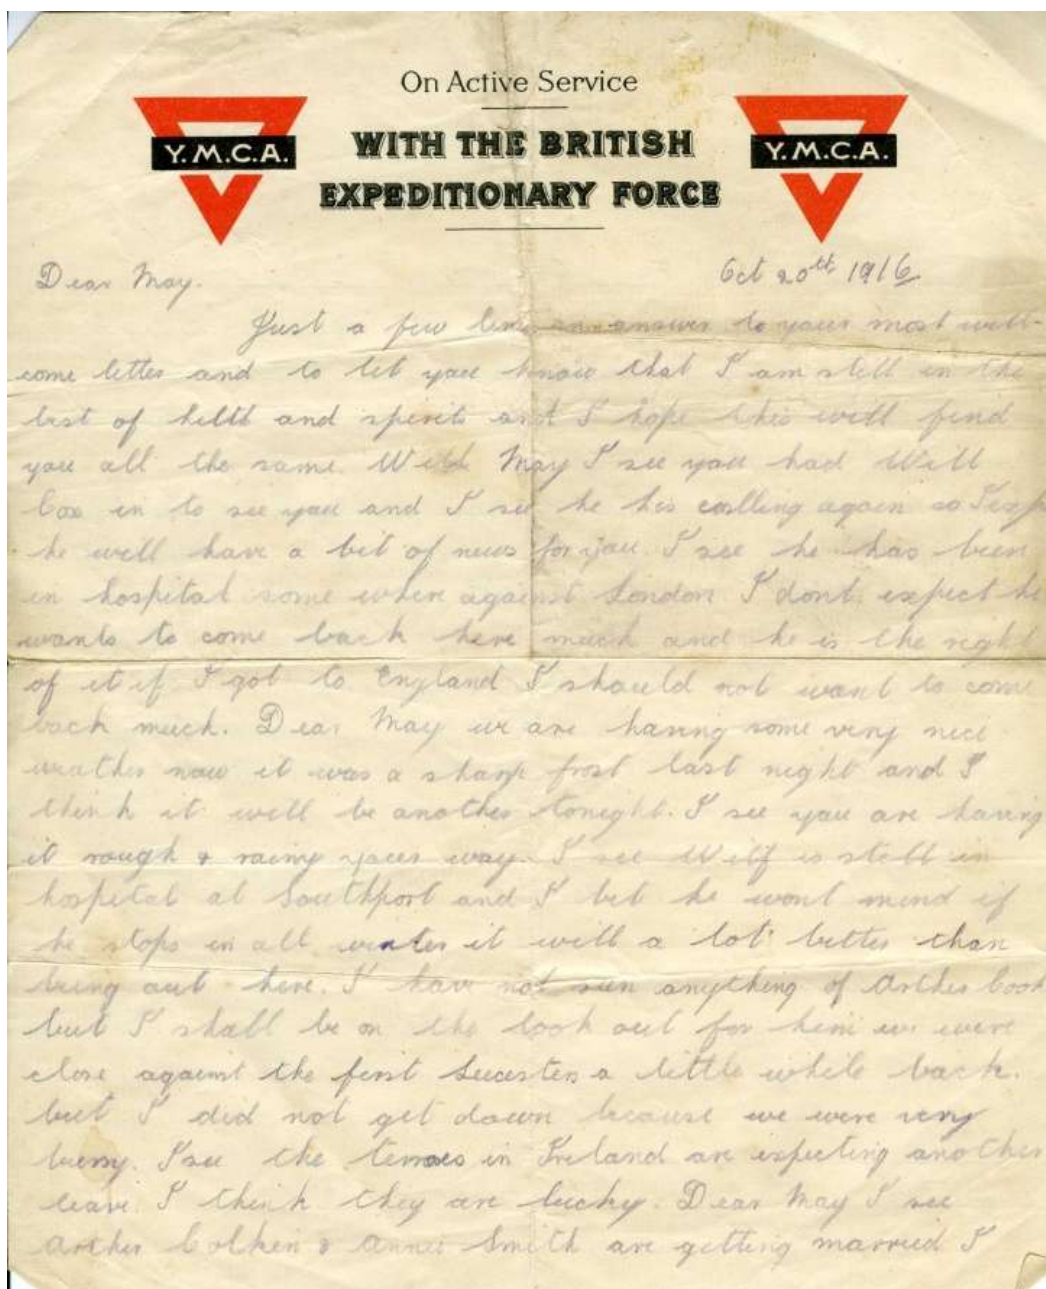 On Active Service
Y.M.C.A. WITH THE BRITISH Y.M.C.A.
EXPEDITIONARY FORCE
Dear May. Oct 20th 1916
Just a few lines in answer to yours most well-
come letter and to let you know that I am still in the
best of helth and spirits and I hope this will find
you all the same. Well May I see you had Will
Cox in to see you and I see he his calling again so I exp
he will have a bit of news for you. I see he has been
in hospital some where against London I dont expect he
wants to come back here much and he is the right
of it if I got to England I should not want to come
back much. Dear May we are having some very nice
weather now it was a sharp frost last night and I
think it will be another tonight. I see you are having
it rough & rainy your way. I see Wilf is still in
hospital at Southport and I bet he wont mind if
he stops in all winter it will a lot better than
being out here. I have not seen anything of Arther Cook
but I shall be on the look out for him we were
close against the first Leicesters a little while back.
but I did not get down because we were very
busy. I see the terroes in Ireland are expecting another
leave I think they are lucky. Dear May I see
Arther & Annie Smith are getting married I